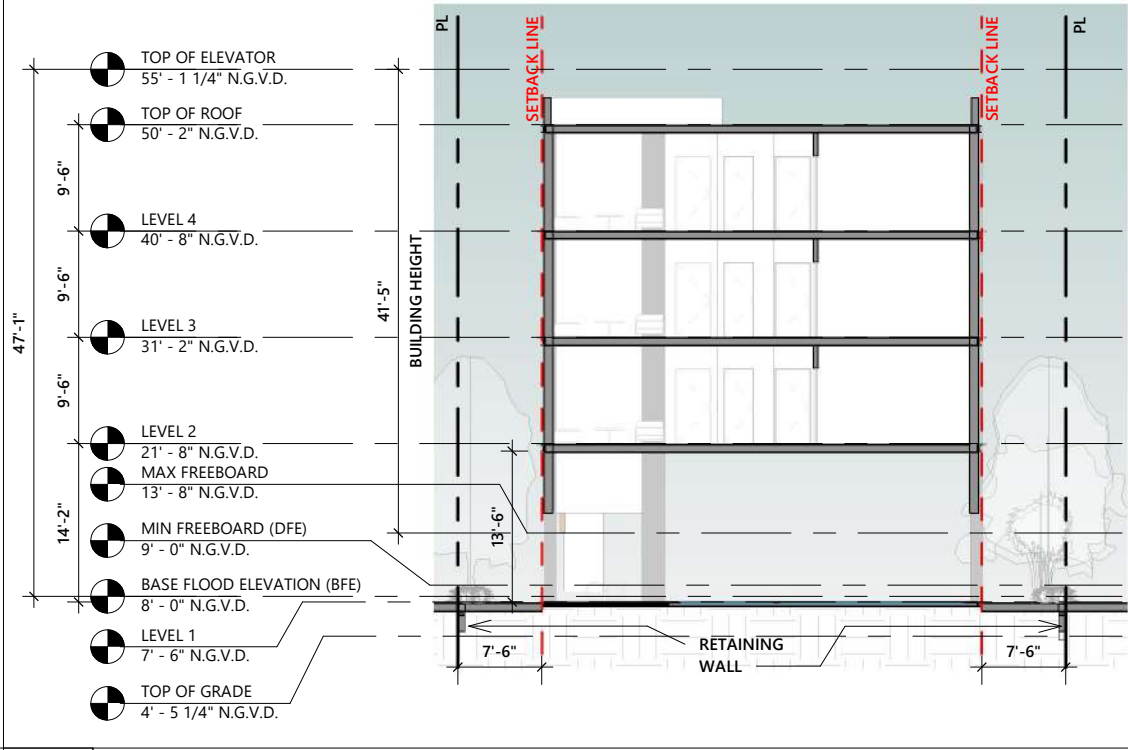 PL
SETBACK LINE
SETBACK LINE
PL
TOP OF ELEVATOR
55' - 1 1/4" N.G.V.D.
TOP OF ROOF
50' - 2" N.G.V.D.
9'-6"
LEVEL 4
40' - 8" N.G.V.D.
9'-6"
47'-1"
41'-5"
BUILDING HEIGHT
LEVEL 3
31' - 2" N.G.V.D.
9'-6"
LEVEL 2
21' - 8" N.G.V.D.
MAX FREEBOARD
13' - 8" N.G.V.D.
14'-2"
13'-6"
MIN FREEBOARD (DFE)
9' - 0" N.G.V.D.
BASE FLOOD ELEVATION (BFE)
8' - 0" N.G.V.D.
LEVEL 1
7' - 6" N.G.V.D.
7'-6"
RETAINING
WALL
7'-6"
TOP OF GRADE
4' - 5 1/4" N.G.V.D.